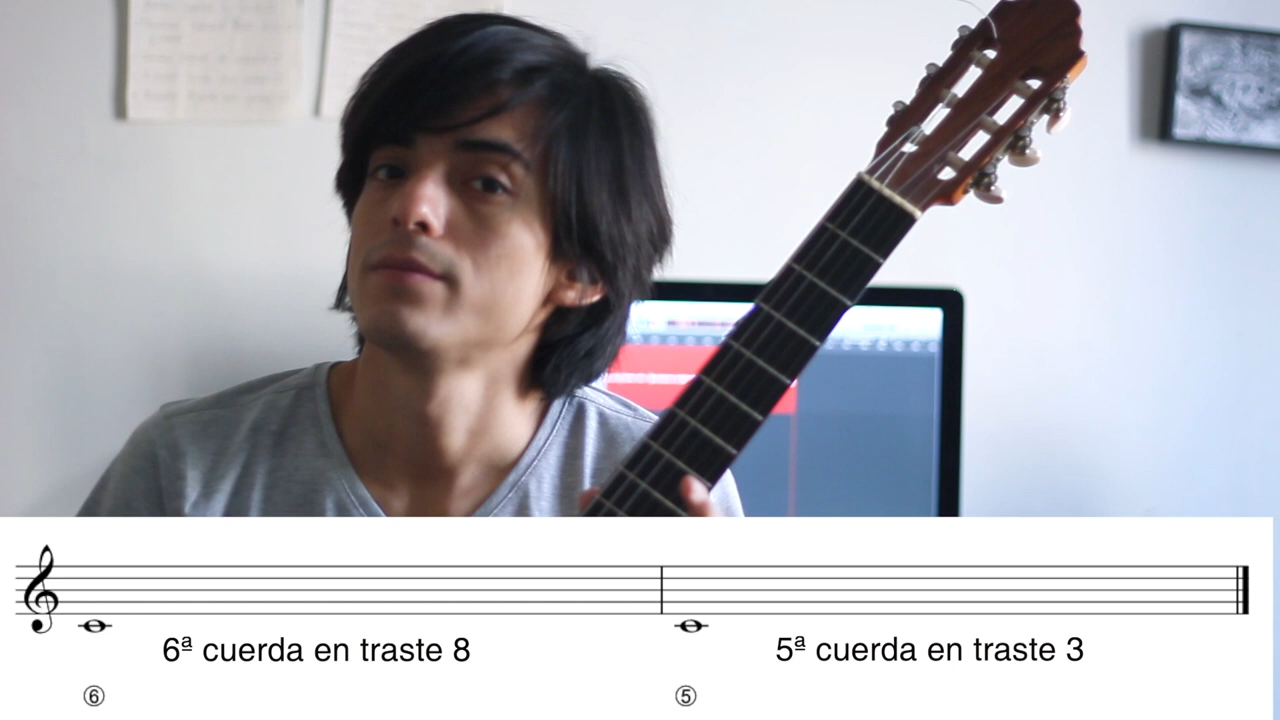 6ª cuerda en traste 8
5ª cuerda en traste 3
⑥
⑤